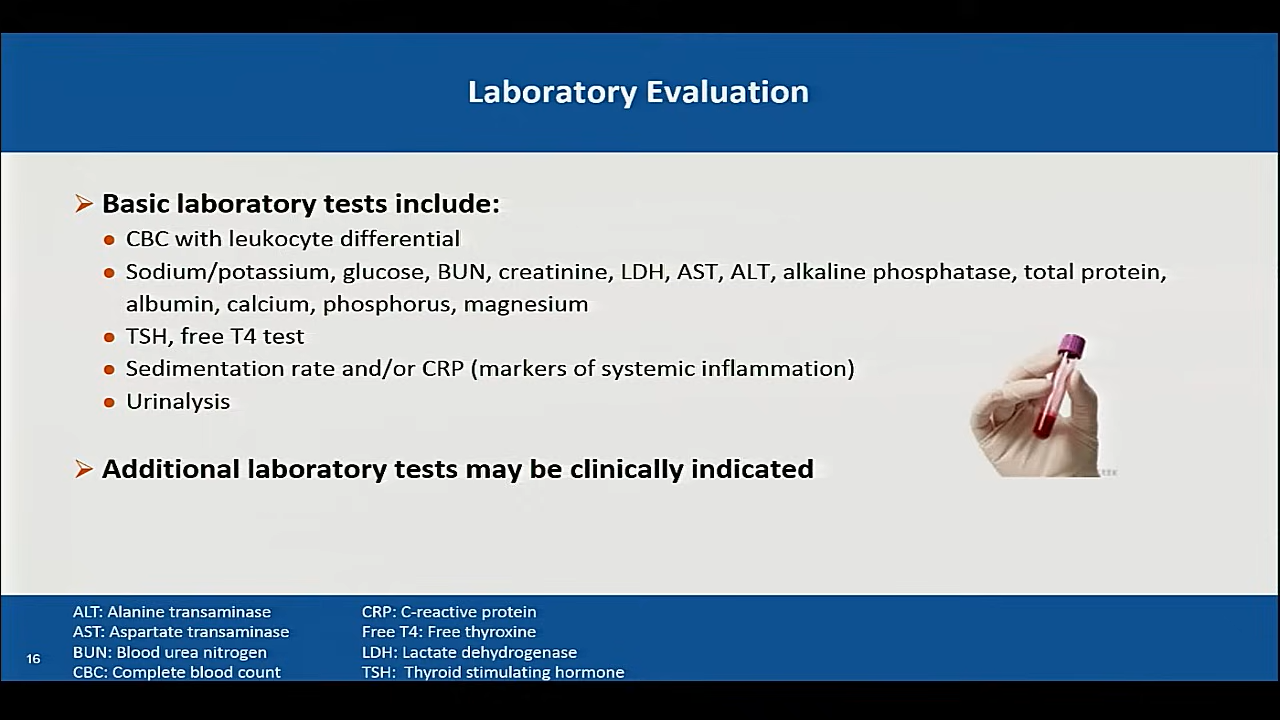 Laboratory Evaluation
➢ Basic laboratory tests include:
• CBC with leukocyte differential
• Sodium/potassium, glucose, BUN, creatinine, LDH, AST, ALT, alkaline phosphatase, total protein,
albumin, calcium, phosphorus, magnesium
• TSH, free T4 test
• Sedimentation rate and/or CRP (markers of systemic inflammation)
• Urinalysis
➢ Additional laboratory tests may be clinically indicated
ALT: Alanine transaminase
AST: Aspartate transaminase
BUN: Blood urea nitrogen
CBC: Complete blood count
CRP: C-reactive protein
Free T4: Free thyroxine
LDH: Lactate dehydrogenase
TSH: Thyroid stimulating hormone
16